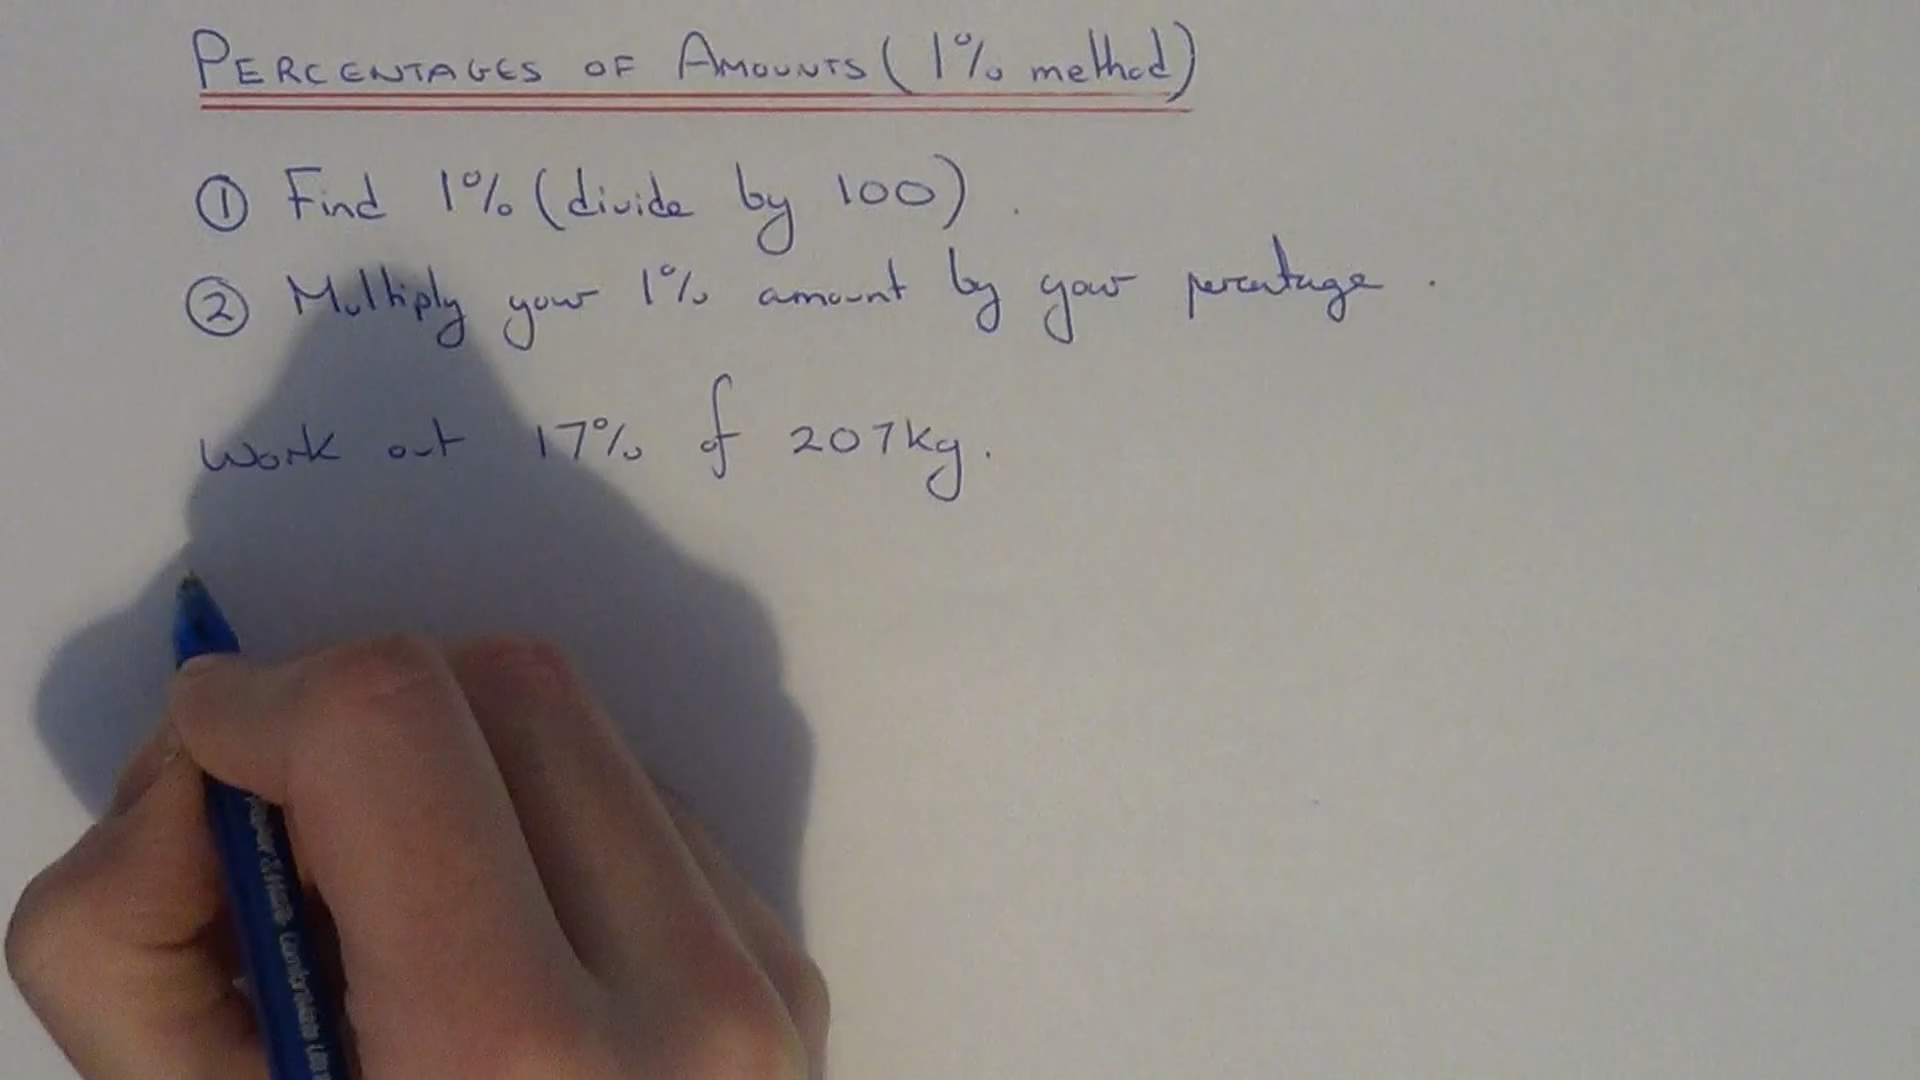 PERCENTAGES OF AMOUNTS (1% method)
① Find 1% (divide by 100).
② Multiply your 1% amount by your percentage.
Work out 17% of 207kg.